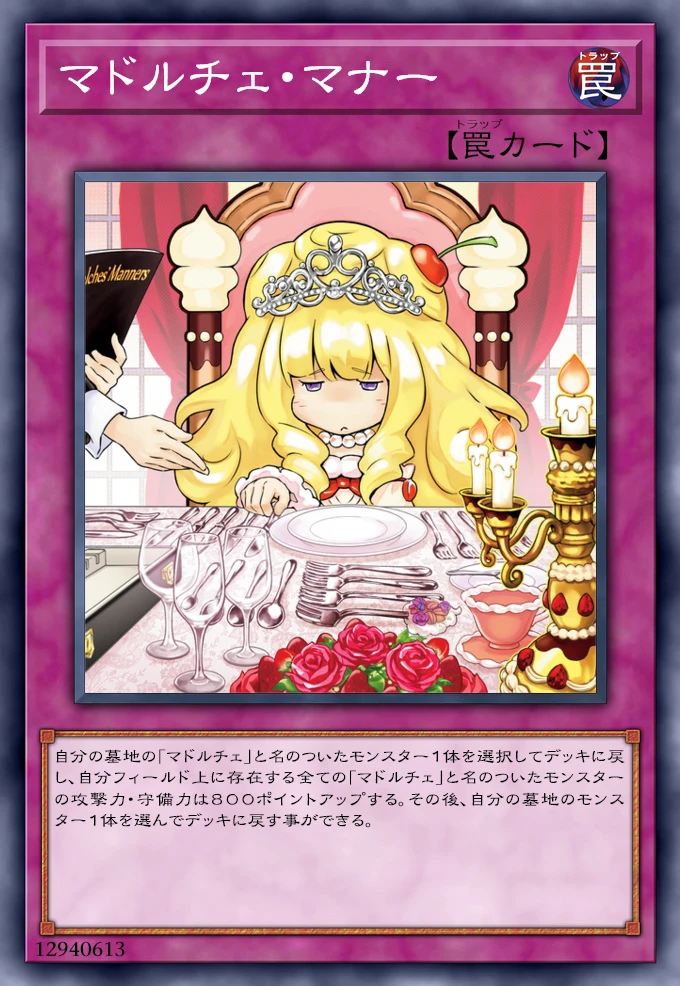 マドルチェ・マナー
トラップ
罠
トラップ
【罠カード】
lches' Manners
自分の墓地の「マドルチェ」と名のついたモンスター1体を選択してデッキに戻
し、自分フィールド上に存在する全ての「マドルチェ」と名のついたモンスター
の攻撃力・守備力は800ポイントアップする。その後、自分の墓地のモンス
ター1体を選んでデッキに戻す事ができる。
12940613